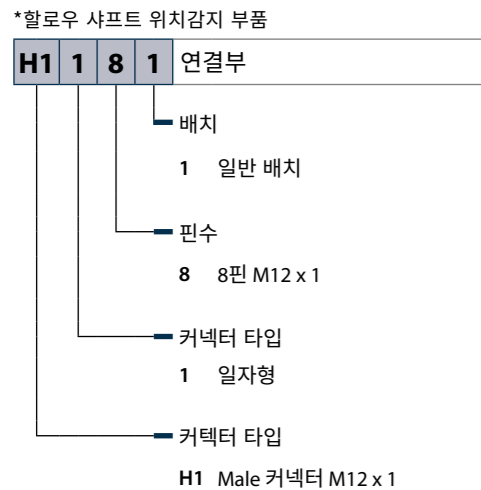 *할로우 샤프트 위치감지 부품
H1 1 8 1 연결부
배치
1 일반 배치
핀수
8 8핀 M12 x 1
커넥터 타입
1 일자형
커텍터 타입
H1 Male 커넥터 M12 x 1